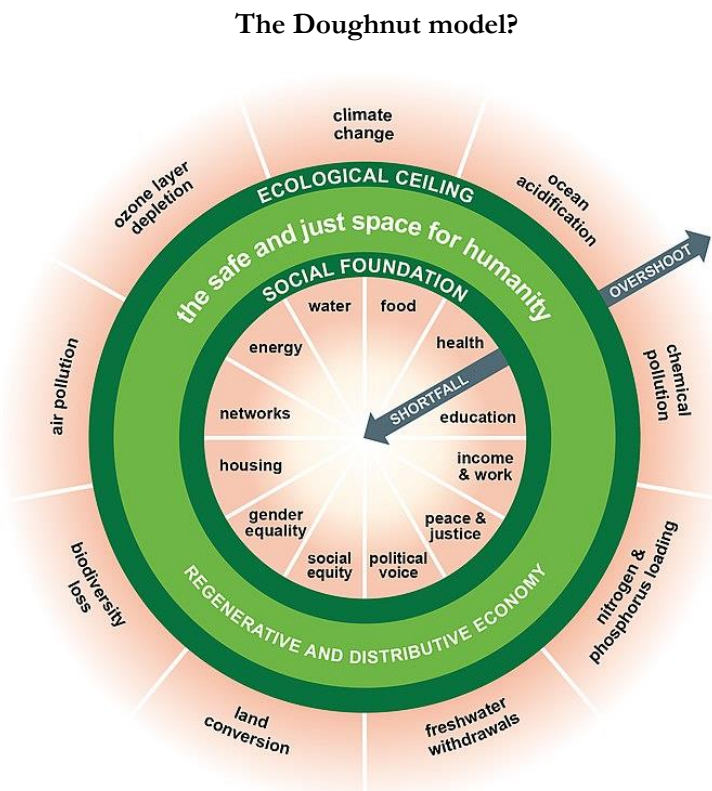 The Doughnut model?
climate
change
ozone layer
depletion
ocean
acidification
ECOLOGICAL CEILING
the safe and just space for humanity
OVERSHOOT
SOCIAL FOUNDATION
water
food
energy
health
SHORTFALL
air pollution
chemical
pollution
networks
education
housing
income
& work
gender
equality
peace &
justice
social
equity
political
voice
biodiversity
loss
REGENERATIVE AND DISTRIBUTIVE ECONOMY
nitrogen &
phosphorus loading
land
conversion
freshwater
withdrawals